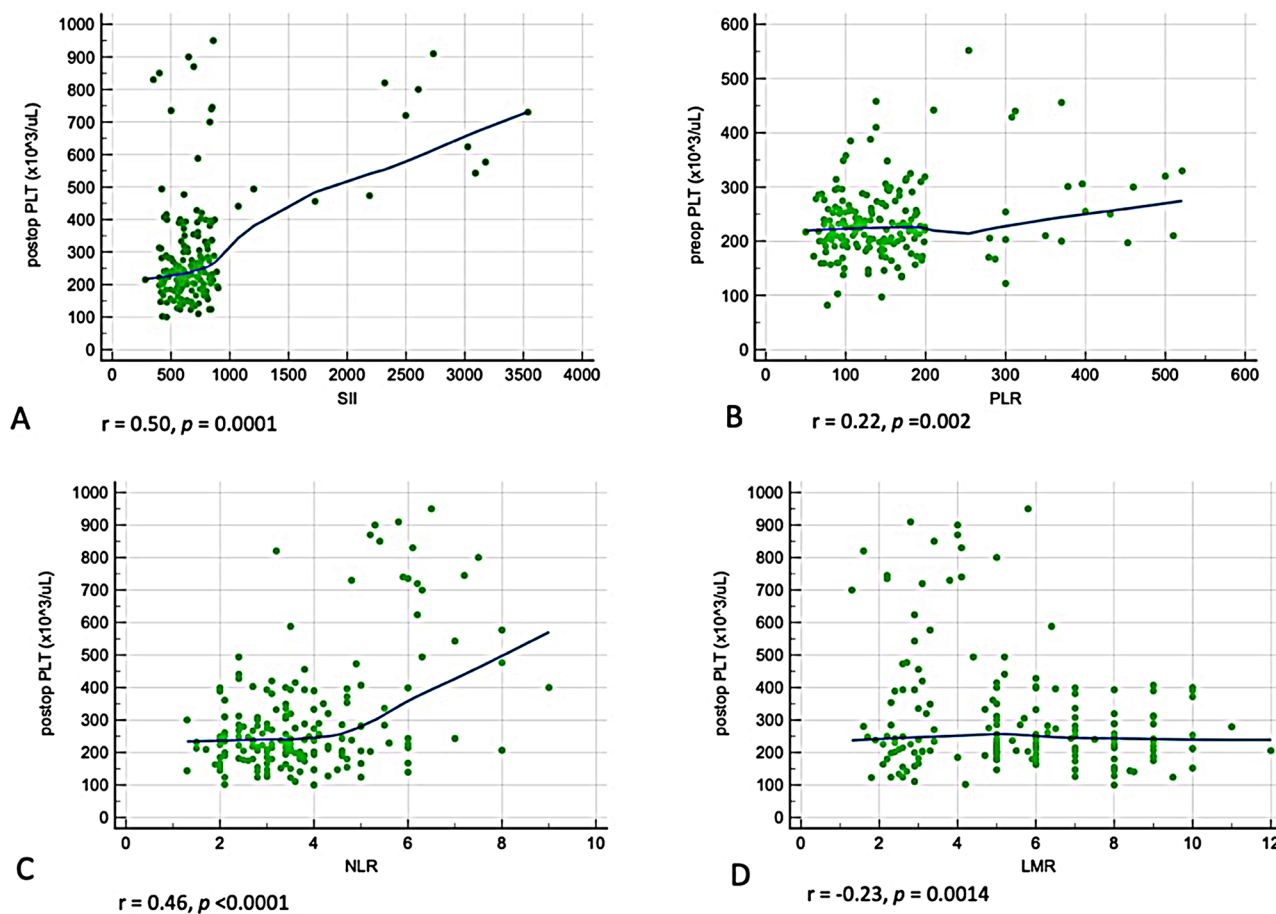 1000
900
800
700
600
500
400
300
200
100
0
postop PLT (x10^3/uL)
0 500 1000 1500 2000 2500 3000 3500 4000
SII
A
r = 0.50, p = 0.0001
600
500
400
300
200
100
0
preop PLT (x10^3/uL)
0 100 200 300 400 500 600
PLR
B
r = 0.22, p =0.002
1000
900
800
700
600
500
400
300
200
100
0
postop PLT (x10^3/uL)
0 2 4 6 8 10
NLR
C
r = 0.46, p <0.0001
1000
900
800
700
600
500
400
300
200
100
0
postop PLT (x10^3/uL)
0 2 4 6 8 10 12
LMR
D
r = -0.23, p = 0.0014